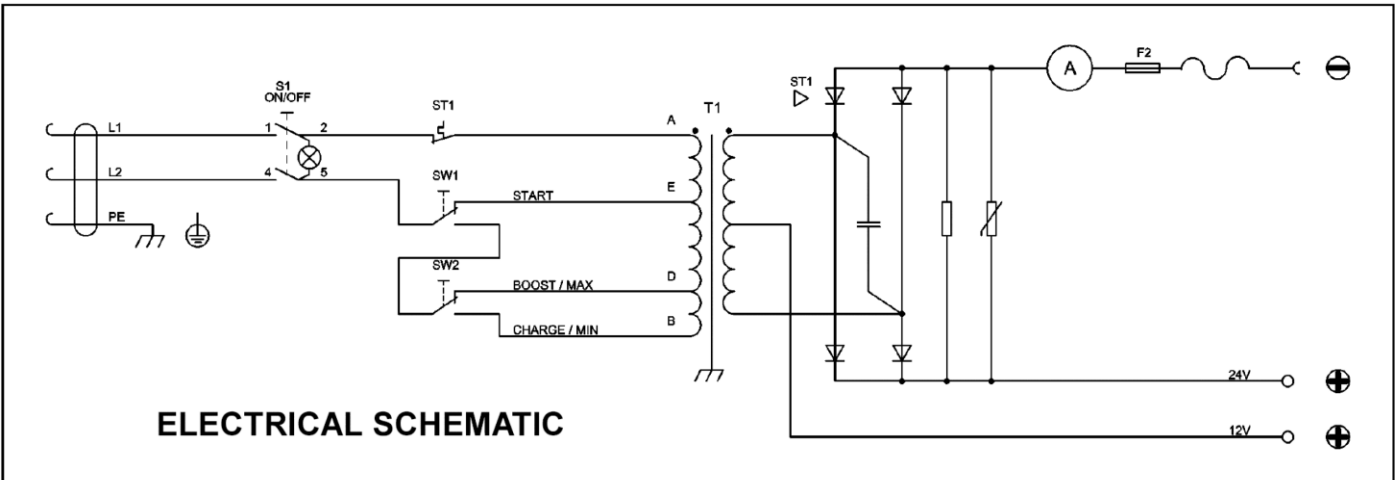 S1
ON/OFF
L1
1
2
L2
4
5
PE
ST1
SW1
START
SW2
BOOST / MAX
CHARGE / MIN
A
E
D
B
T1
ST1
A
F2
24V
12V
ELECTRICAL SCHEMATIC